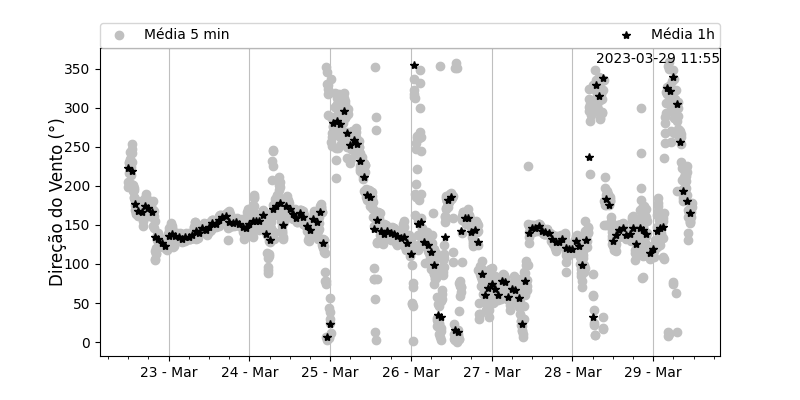 Média 5 min
Média 1h
2023-03-29 11:55
Direção do Vento (°)
350
300
250
200
150
100
50
0
23 - Mar
24 - Mar
25 - Mar
26 - Mar
27 - Mar
28 - Mar
29 - Mar